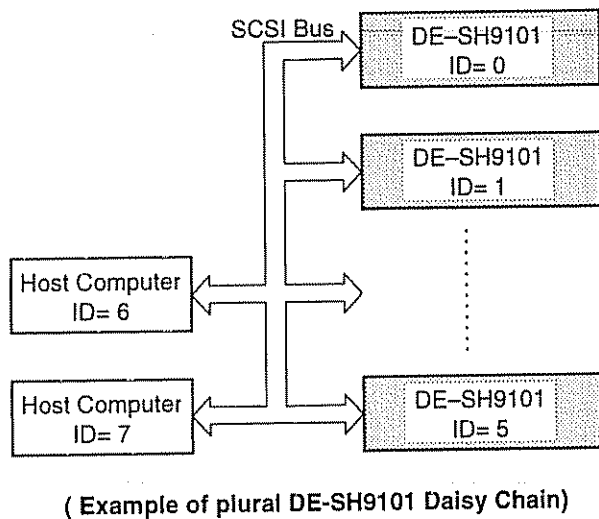 SCSI Bus
DE–SH9101
ID= 0
DE–SH9101
ID= 1
Host Computer
ID= 6
Host Computer
ID= 7
DE–SH9101
ID= 5
( Example of plural DE-SH9101 Daisy Chain)